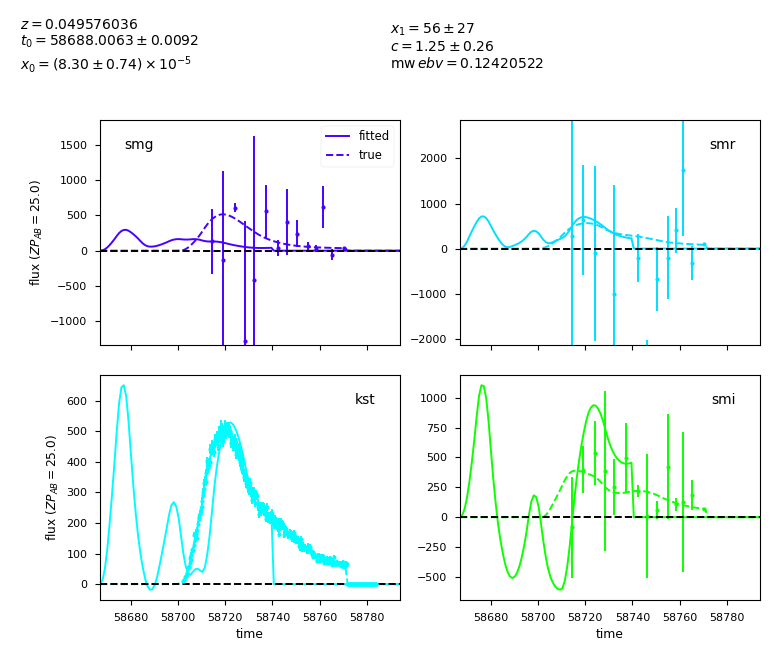 z = 0.049576036
t₀ = 58688.0063 ± 0.0092
x₀ = (8.30 ± 0.74) × 10⁻⁵
x₁ = 56 ± 27
c = 1.25 ± 0.26
mw ebv = 0.12420522
smg
fitted
true
1500
1000
500
0
−500
−1000
flux (ZP_AB = 25.0)
smr
2000
1000
0
−1000
−2000
kst
600
500
400
300
200
100
0
flux (ZP_AB = 25.0)
58680 58700 58720 58740 58760 58780
time
smi
1000
750
500
250
0
−250
−500
58680 58700 58720 58740 58760 58780
time